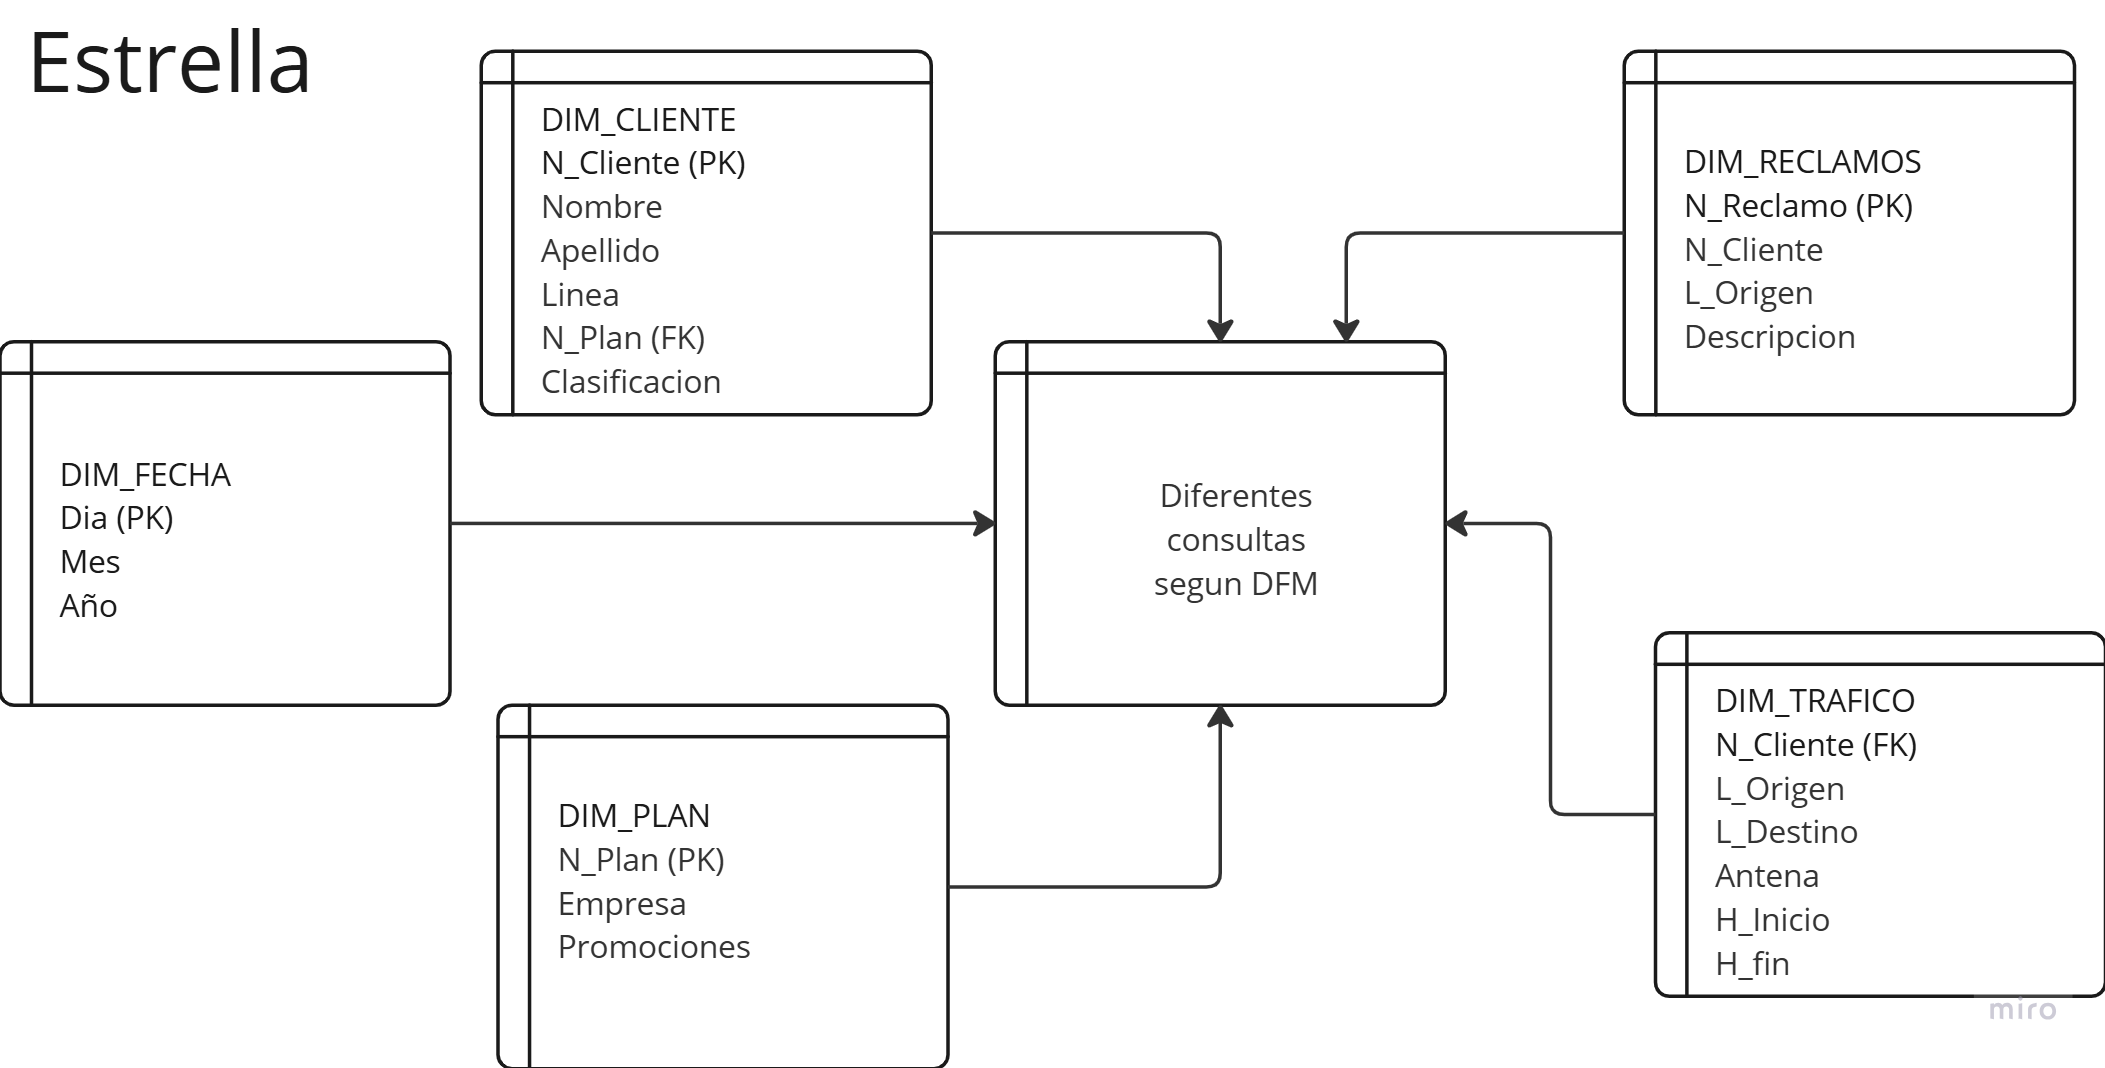 Estrella
DIM_CLIENTE
N_Cliente (PK)
Nombre
Apellido
Linea
N_Plan (FK)
Clasificacion
DIM_RECLAMOS
N_Reclamo (PK)
N_Cliente
L_Origen
Descripcion
DIM_FECHA
Dia (PK)
Mes
Año
Diferentes
consultas
segun DFM
DIM_PLAN
N_Plan (PK)
Empresa
Promociones
DIM_TRAFICO
N_Cliente (FK)
L_Origen
L_Destino
Antena
H_Inicio
H_fin
miro